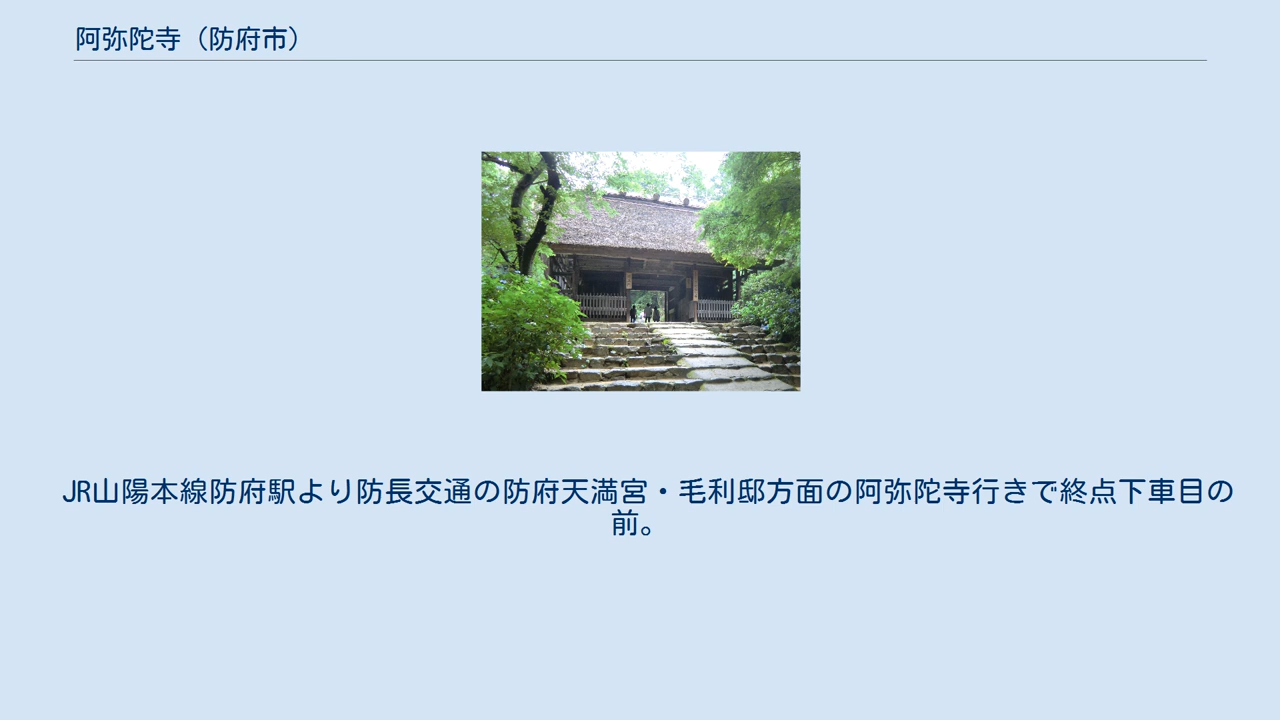 阿弥陀寺（防府市）
JR山陽本線防府駅より防長交通の防府天満宮・毛利邸方面の阿弥陀寺行きで終点下車目の
前。